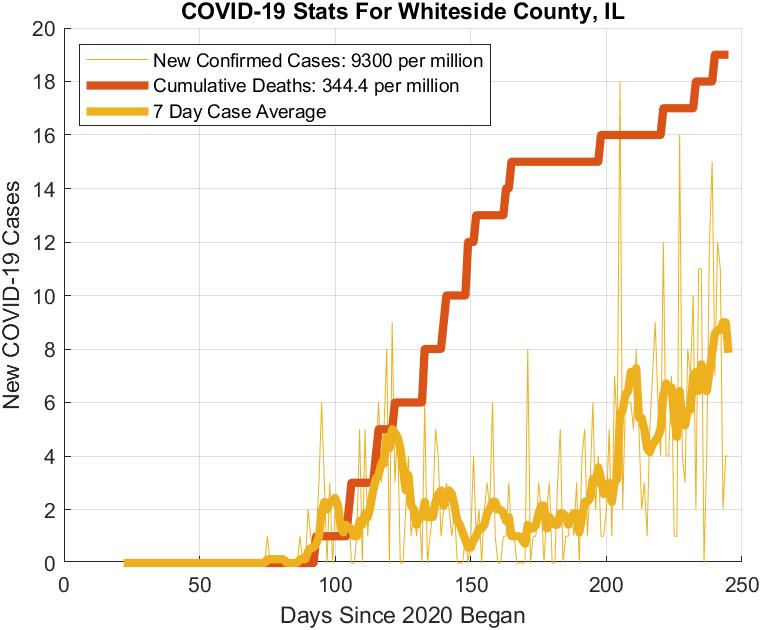 COVID-19 Stats For Whiteside County, IL
New Confirmed Cases: 9300 per million
Cumulative Deaths: 344.4 per million
7 Day Case Average
New COVID-19 Cases
20
18
16
14
12
10
8
6
4
2
0
0 50 100 150 200 250
Days Since 2020 Began